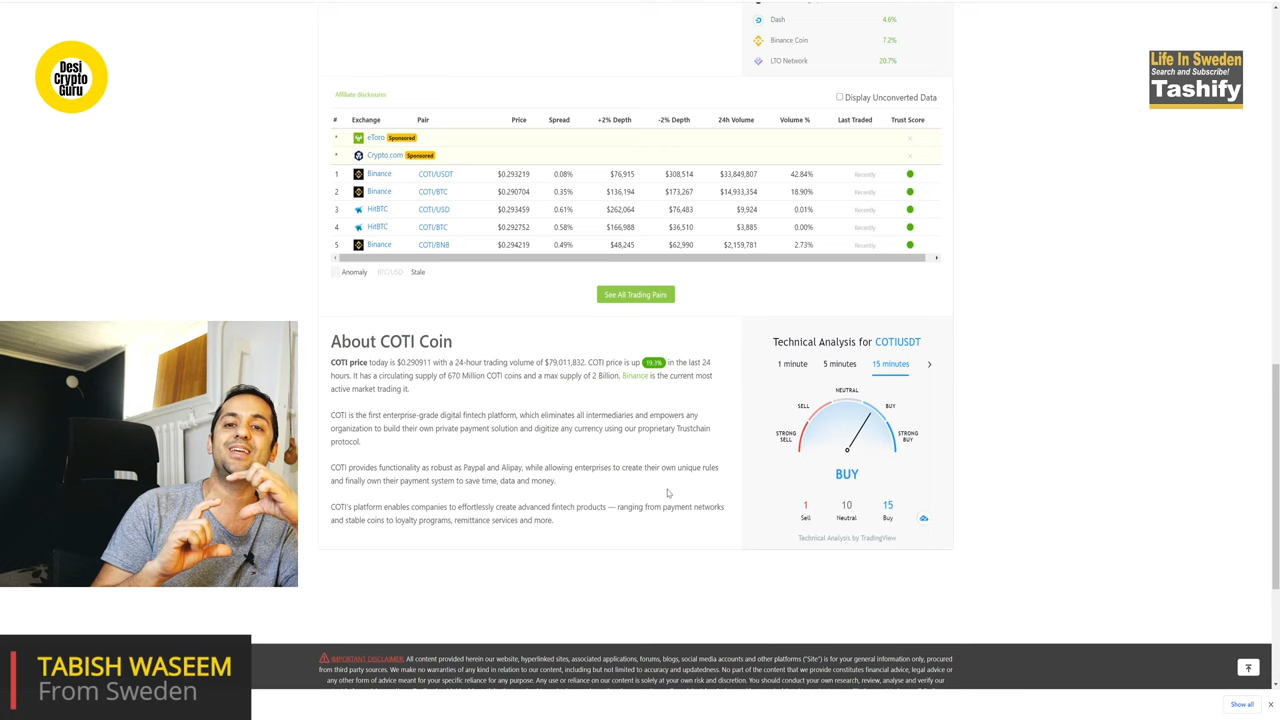 Desi
Crypto
Guru
Life In Sweden
Search and Subscribe!
Tashify
Dash 4.6%
Binance Coin 7.2%
LTO Network 20.7%
Affiliate disclosures
Display Unconverted Data
# Exchange Pair Price Spread +2% Depth -2% Depth 24h Volume Volume % Last Traded Trust Score
* eToro Sponsored ×
* Crypto.com Sponsored ×
1 Binance COTI/USDT $0.293219 0.08% $76,915 $308,514 $33,849,807 42.84% Recently
2 Binance COTI/BTC $0.290704 0.35% $136,194 $173,267 $14,933,354 18.90% Recently
3 HitBTC COTI/USD $0.293459 0.61% $262,064 $76,483 $9,924 0.01% Recently
4 HitBTC COTI/BTC $0.292752 0.58% $166,988 $36,510 $3,885 0.00% Recently
5 Binance COTI/BNB $0.294219 0.49% $48,245 $62,990 $2,159,781 2.73% Recently
Anomaly BTC/USD Stale
See All Trading Pairs
About COTI Coin
COTI price today is $0.290911 with a 24-hour trading volume of $79,011,832. COTI price is up 19.3% in the last 24
hours. It has a circulating supply of 670 Million COTI coins and a max supply of 2 Billion. Binance is the current most
active market trading it.
COTI is the first enterprise-grade digital fintech platform, which eliminates all intermediaries and empowers any
organization to build their own private payment solution and digitize any currency using our proprietary Trustchain
protocol.
COTI provides functionality as robust as Paypal and Alipay, while allowing enterprises to create their own unique rules
and finally own their payment system to save time, data and money.
COTI's platform enables companies to effortlessly create advanced fintech products — ranging from payment networks
and stable coins to loyalty programs, remittance services and more.
Technical Analysis for COTIUSDT
1 minute 5 minutes 15 minutes
NEUTRAL
SELL BUY
STRONG
SELL
STRONG
BUY
BUY
1 10 15
Sell Neutral Buy
Technical Analysis by TradingView
TABISH WASEEM
From Sweden
IMPORTANT DISCLAIMER: All content provided herein our website, hyperlinked sites, associated applications, forums, blogs, social media accounts and other platforms ("Site") is for your general information only, procured
from third party sources. We make no warranties of any kind in relation to our content, including but not limited to accuracy and updatedness. No part of the content that we provide constitutes financial advice, legal advice or
any other form of advice meant for your specific reliance for any purpose. Any use or reliance on our content is solely at your own risk and discretion. You should conduct your own research, review, analyse and verify our
Show all